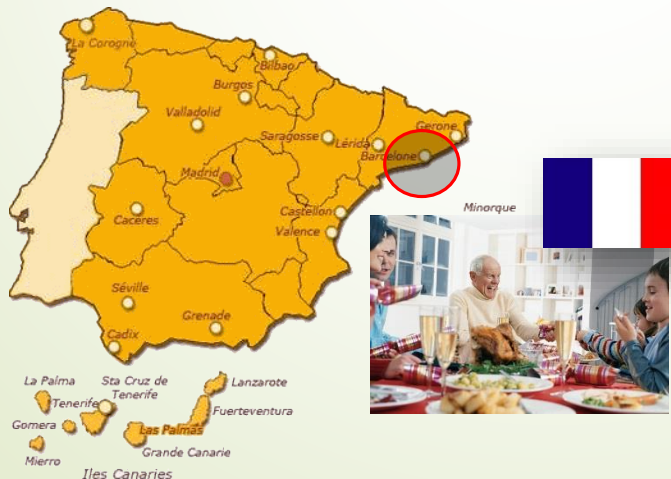 La Corogne
Bilbao
Burgos
Valladolid
Gerone
Saragosse
Lérida
Barcelone
Madrid
Minorque
Castellon
Caceres
Valence
Séville
Grenade
Cadix
La Palma
Sta Cruz de
Tenerife
Lanzarote
Tenerife
Fuerteventura
Gomera
Las Palmas
Grande Canarie
Mierro
Iles Canaries